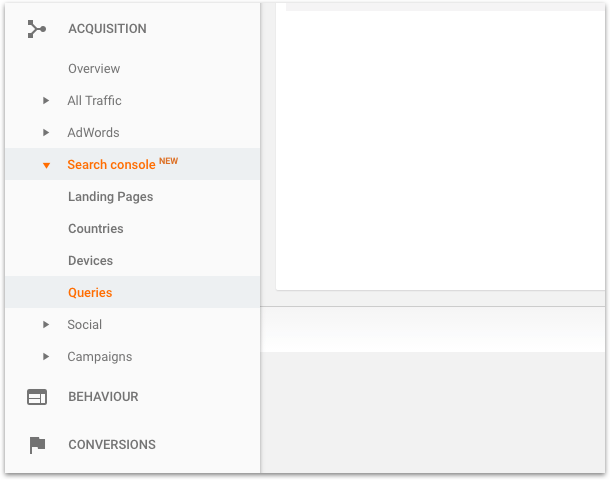 ACQUISITION
Overview
All Traffic
AdWords
Search console NEW
Landing Pages
Countries
Devices
Queries
Social
Campaigns
BEHAVIOUR
CONVERSIONS